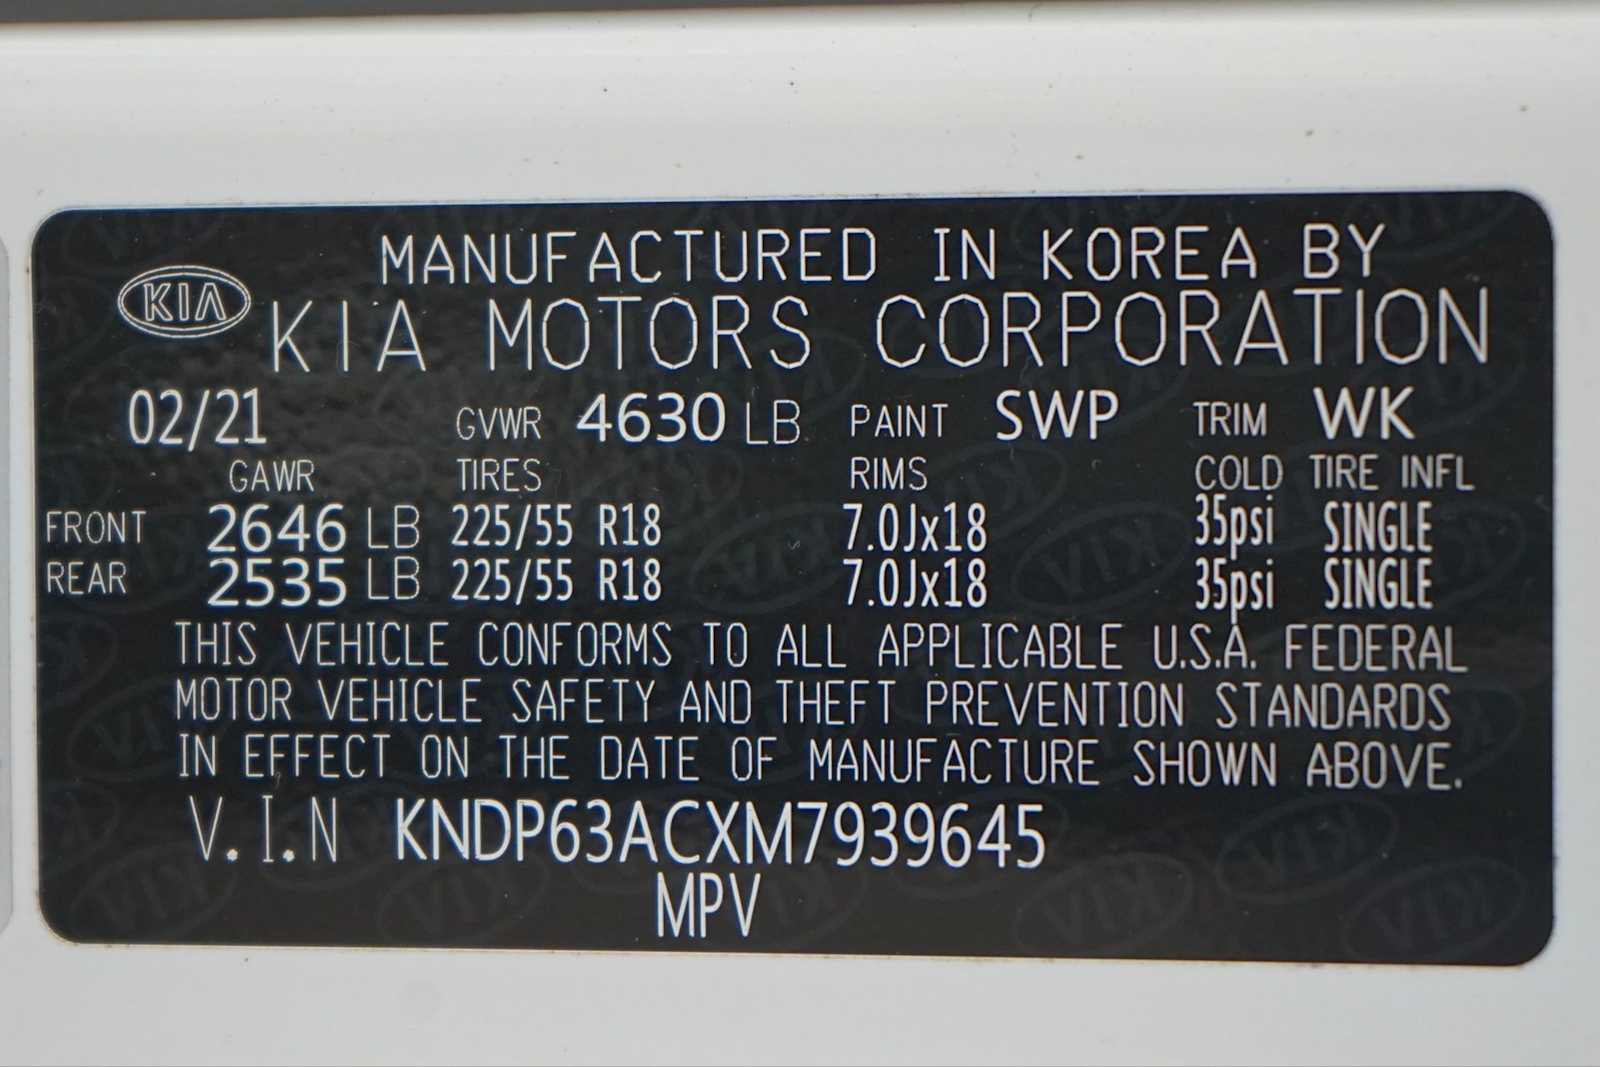 MANUFACTURED IN KOREA BY
KIA KIA MOTORS CORPORATION
02/21 GVWR 4630 LB PAINT SWP TRIM WK
GAWR TIRES RIMS COLD TIRE INFL
FRONT 2646 LB 225/55 R18 7.0Jx18 35psi SINGLE
REAR 2535 LB 225/55 R18 7.0Jx18 35psi SINGLE
THIS VEHICLE CONFORMS TO ALL APPLICABLE U.S.A. FEDERAL
MOTOR VEHICLE SAFETY AND THEFT PREVENTION STANDARDS
IN EFFECT ON THE DATE OF MANUFACTURE SHOWN ABOVE.
V.I.N KNDP63ACXM7939645
MPV